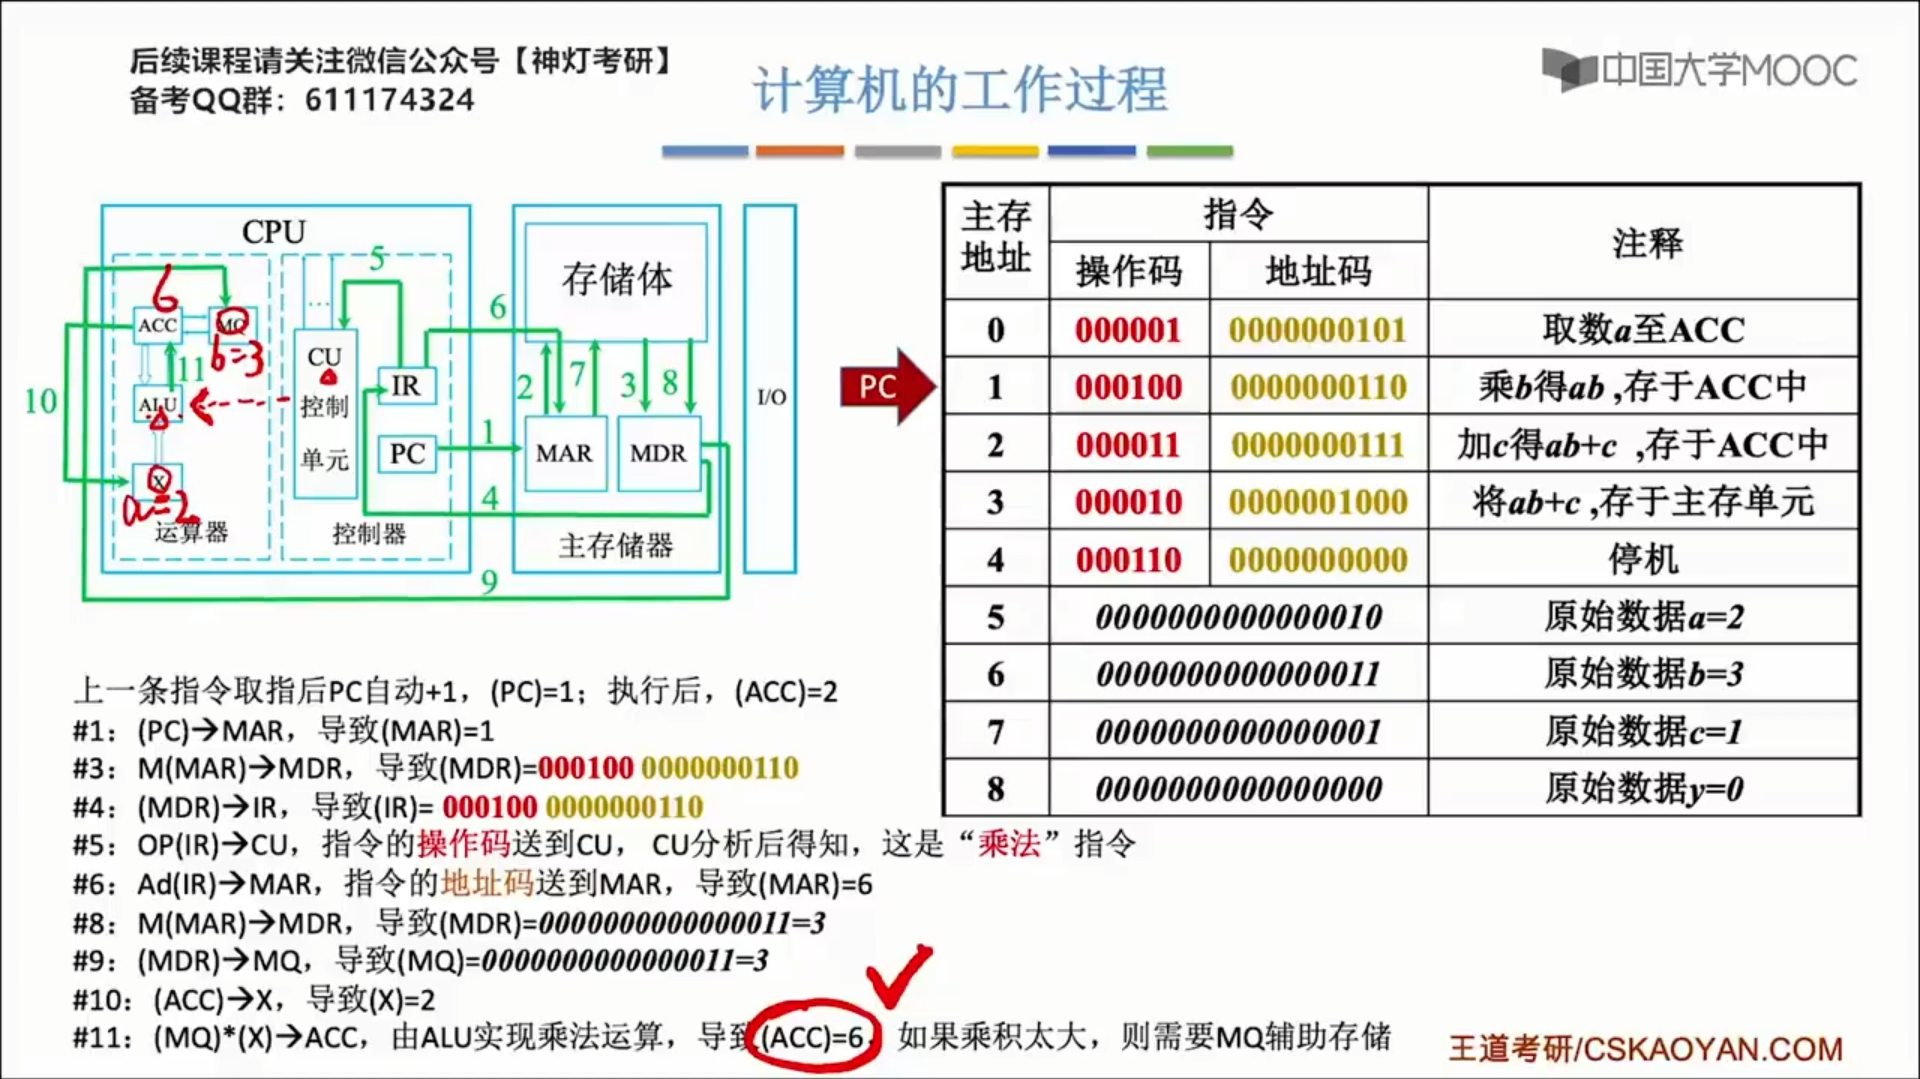 后续课程请关注微信公众号【神灯考研】
备考QQ群：611174324
计算机的工作过程
中国大学MOOC
CPU
5
6
ACC
MQ
b=3
11
10
ALU
X
a=2
运算器
...
CU
控制
单元
IR
PC
控制器
6
1
4
9
存储体
2
7
3
8
MAR
MDR
主存储器
I/O
PC
主存地址 指令 注释
操作码 地址码
0 000001 0000000101 取数a至ACC
1 000100 0000000110 乘b得ab ,存于ACC中
2 000011 0000000111 加c得ab+c ,存于ACC中
3 000010 0000001000 将ab+c ,存于主存单元
4 000110 0000000000 停机
5 0000000000000010 原始数据a=2
6 0000000000000011 原始数据b=3
7 0000000000000001 原始数据c=1
8 0000000000000000 原始数据y=0
上一条指令取指后PC自动+1，(PC)=1；执行后，(ACC)=2
#1：(PC)→MAR，导致(MAR)=1
#3：M(MAR)→MDR，导致(MDR)=000100 0000000110
#4：(MDR)→IR，导致(IR)= 000100 0000000110
#5：OP(IR)→CU，指令的操作码送到CU， CU分析后得知，这是“乘法”指令
#6：Ad(IR)→MAR，指令的地址码送到MAR，导致(MAR)=6
#8：M(MAR)→MDR，导致(MDR)=0000000000000011=3
#9：(MDR)→MQ，导致(MQ)=0000000000000011=3
#10：(ACC)→X，导致(X)=2
#11：(MQ)*(X)→ACC，由ALU实现乘法运算，导致(ACC)=6，如果乘积太大，则需要MQ辅助存储
王道考研/CSKAOYAN.COM